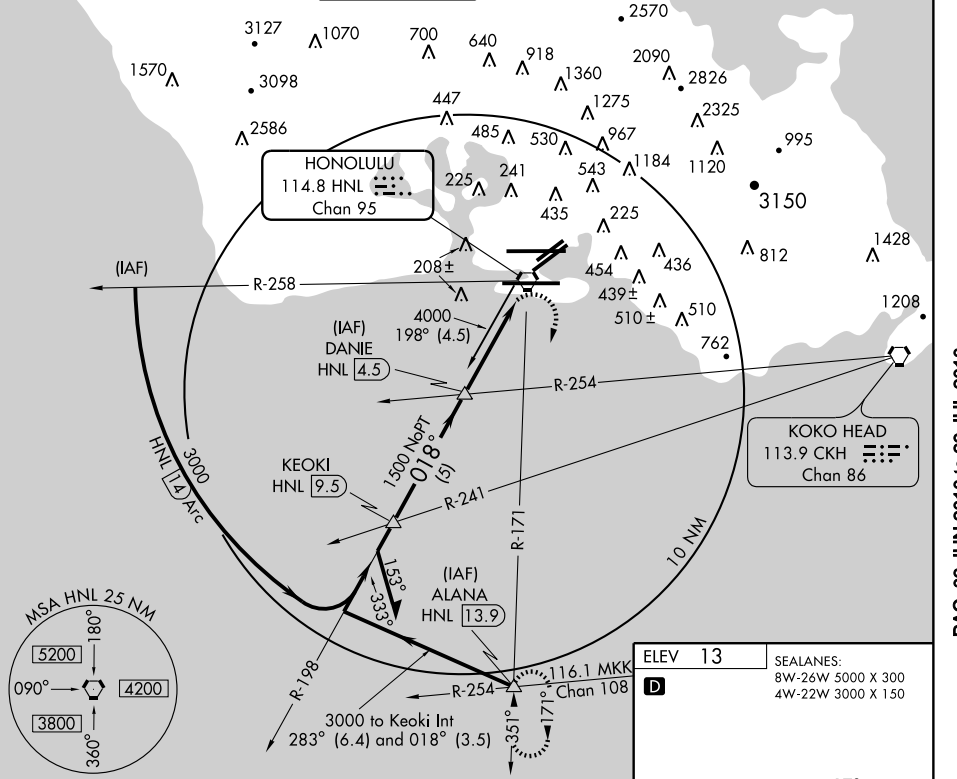 2570
3127
1070
700
640
918
2090
1570
3098
1360
2826
447
1275
2325
2586
485
530
967
995
HONOLULU
114.8 HNL
Chan 95
225
241
543
1184
1120
435
3150
225
(IAF)
208±
454
436
812
1428
R-258
439±
510±
510
1208
4000
198° (4.5)
762
(IAF)
DANIE
HNL 4.5
R-254
KOKO HEAD
113.9 CKH
Chan 86
3000
HNL 14 Arc
1500 NoPT
018°
(5)
KEOKI
HNL 9.5
R-241
R-171
10 NM
153°
333°
(IAF)
ALANA
HNL 13.9
MSA HNL 25 NM
180°
5200
090°
4200
3800
360°
R-198
R-254
116.1 MKK
Chan 108
3000 to Keoki Int
283° (6.4) and 018° (3.5)
351°
171°
ELEV 13
D
SEALANES:
8W-26W 5000 X 300
4W-22W 3000 X 150